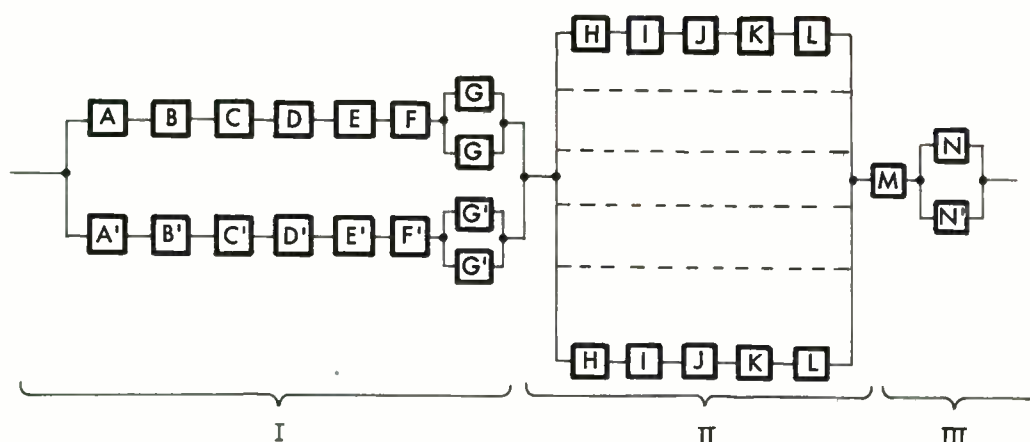 H I J K L
G
A B C D E F
G
M
N
G'
A' B' C' D' E' F'
N'
G'
H I J K L
I II III